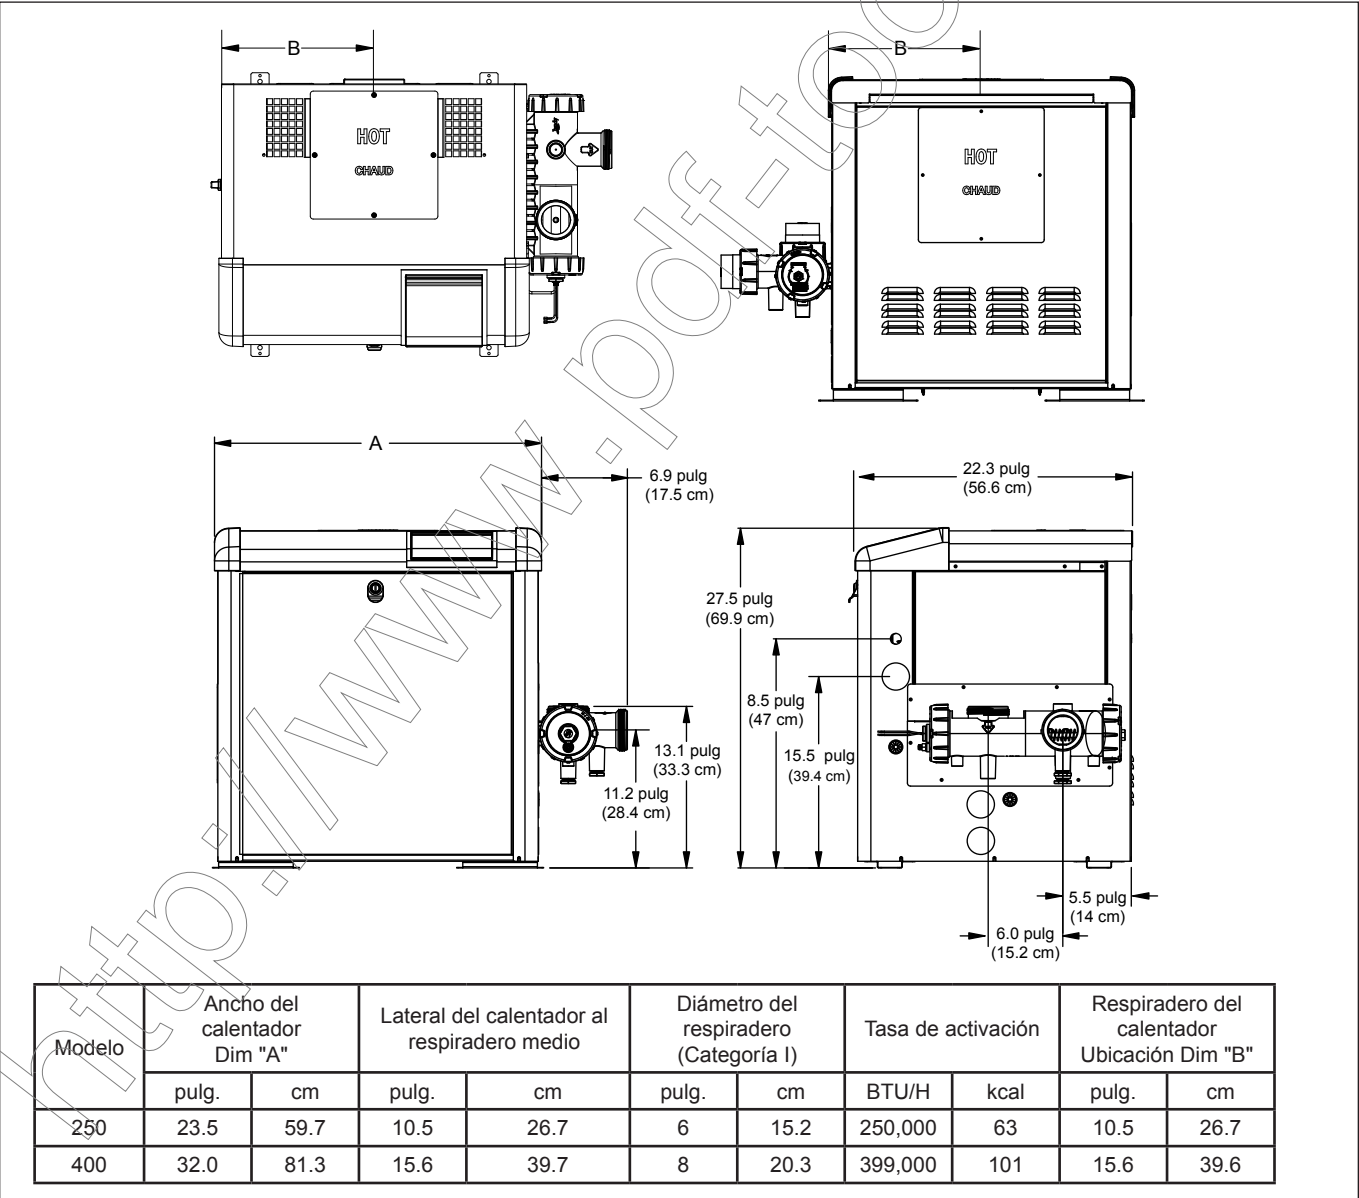 B
B
HOT
CHAUD
HOT
CHAUD
A
6.9 pulg
(17.5 cm)
22.3 pulg
(56.6 cm)
27.5 pulg
(69.9 cm)
8.5 pulg
(47 cm)
15.5 pulg
(39.4 cm)
13.1 pulg
(33.3 cm)
11.2 pulg
(28.4 cm)
5.5 pulg
(14 cm)
6.0 pulg
(15.2 cm)
Modelo
Ancho del
calentador
Dim "A"
Lateral del calentador al
respiradero medio
Diámetro del
respiradero
(Categoría I)
Tasa de activación
Respiradero del
calentador
Ubicación Dim "B"
pulg. cm pulg. cm pulg. cm BTU/H kcal pulg. cm
250 23.5 59.7 10.5 26.7 6 15.2 250,000 63 10.5 26.7
400 32.0 81.3 15.6 39.7 8 20.3 399,000 101 15.6 39.6
http://www.pdf-to